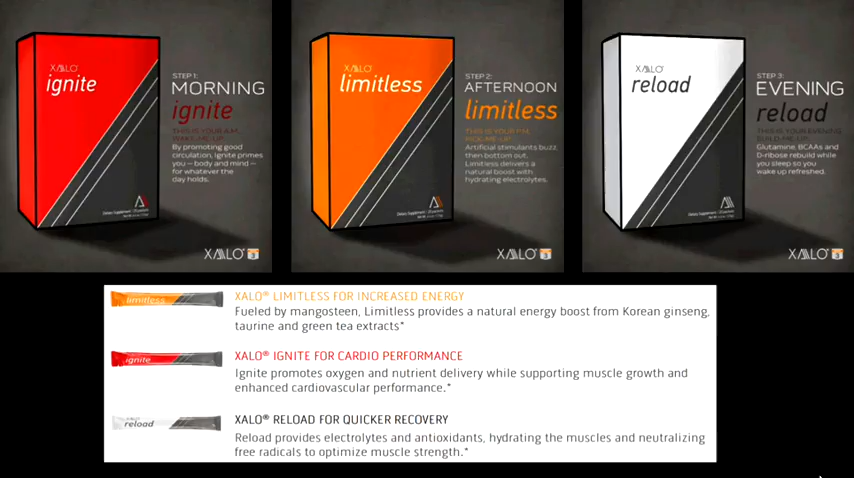 XALO®
ignite
STEP 1:
MORNING
ignite
THIS IS YOUR A.M.
WAKE-ME-UP.
By promoting good
circulation, Ignite primes
you — body and mind —
for whatever the
day holds.
XALO® 3
XALO®
limitless
STEP 2:
AFTERNOON
limitless
THIS IS YOUR P.M.
PICK-ME-UP.
Artificial stimulants buzz,
then bottom out.
Limitless delivers a
natural boost with
hydrating electrolytes.
XALO® 3
XALO®
reload
STEP 3:
EVENING
reload
THIS IS YOUR EVENING
BUILD-ME-UP.
Glutamine, BCAAs and
D-ribose rebuild while
you sleep so you
wake up refreshed.
XALO® 3
limitless
XALO® LIMITLESS FOR INCREASED ENERGY
Fueled by mangosteen, Limitless provides a natural energy boost from Korean ginseng,
taurine and green tea extracts*
ignite
XALO® IGNITE FOR CARDIO PERFORMANCE
Ignite promotes oxygen and nutrient delivery while supporting muscle growth and
enhanced cardiovascular performance.*
reload
XALO® RELOAD FOR QUICKER RECOVERY
Reload provides electrolytes and antioxidants, hydrating the muscles and neutralizing
free radicals to optimize muscle strength.*